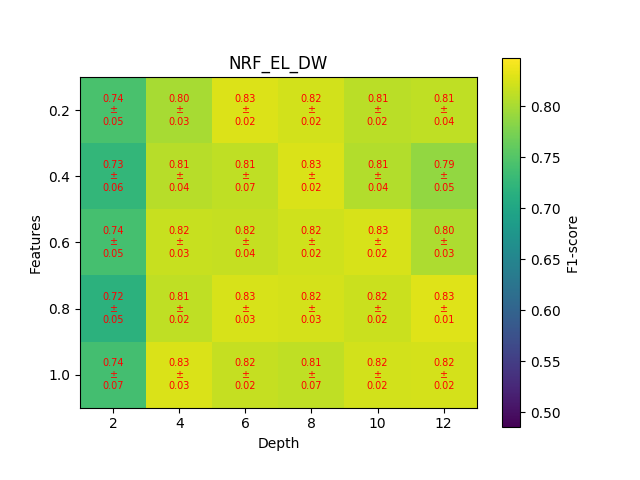 NRF_EL_DW
0.2
0.74 ± 0.05
0.80 ± 0.03
0.83 ± 0.02
0.82 ± 0.02
0.81 ± 0.02
0.81 ± 0.04
0.4
0.73 ± 0.06
0.81 ± 0.04
0.81 ± 0.07
0.83 ± 0.02
0.81 ± 0.04
0.79 ± 0.05
0.6
0.74 ± 0.05
0.82 ± 0.03
0.82 ± 0.04
0.82 ± 0.02
0.83 ± 0.02
0.80 ± 0.03
0.8
0.72 ± 0.05
0.81 ± 0.02
0.83 ± 0.03
0.82 ± 0.03
0.82 ± 0.02
0.83 ± 0.01
1.0
0.74 ± 0.07
0.83 ± 0.03
0.82 ± 0.02
0.81 ± 0.07
0.82 ± 0.02
0.82 ± 0.02
2 4 6 8 10 12
Depth
Features
0.80
0.75
0.70
0.65
0.60
0.55
0.50
F1-score